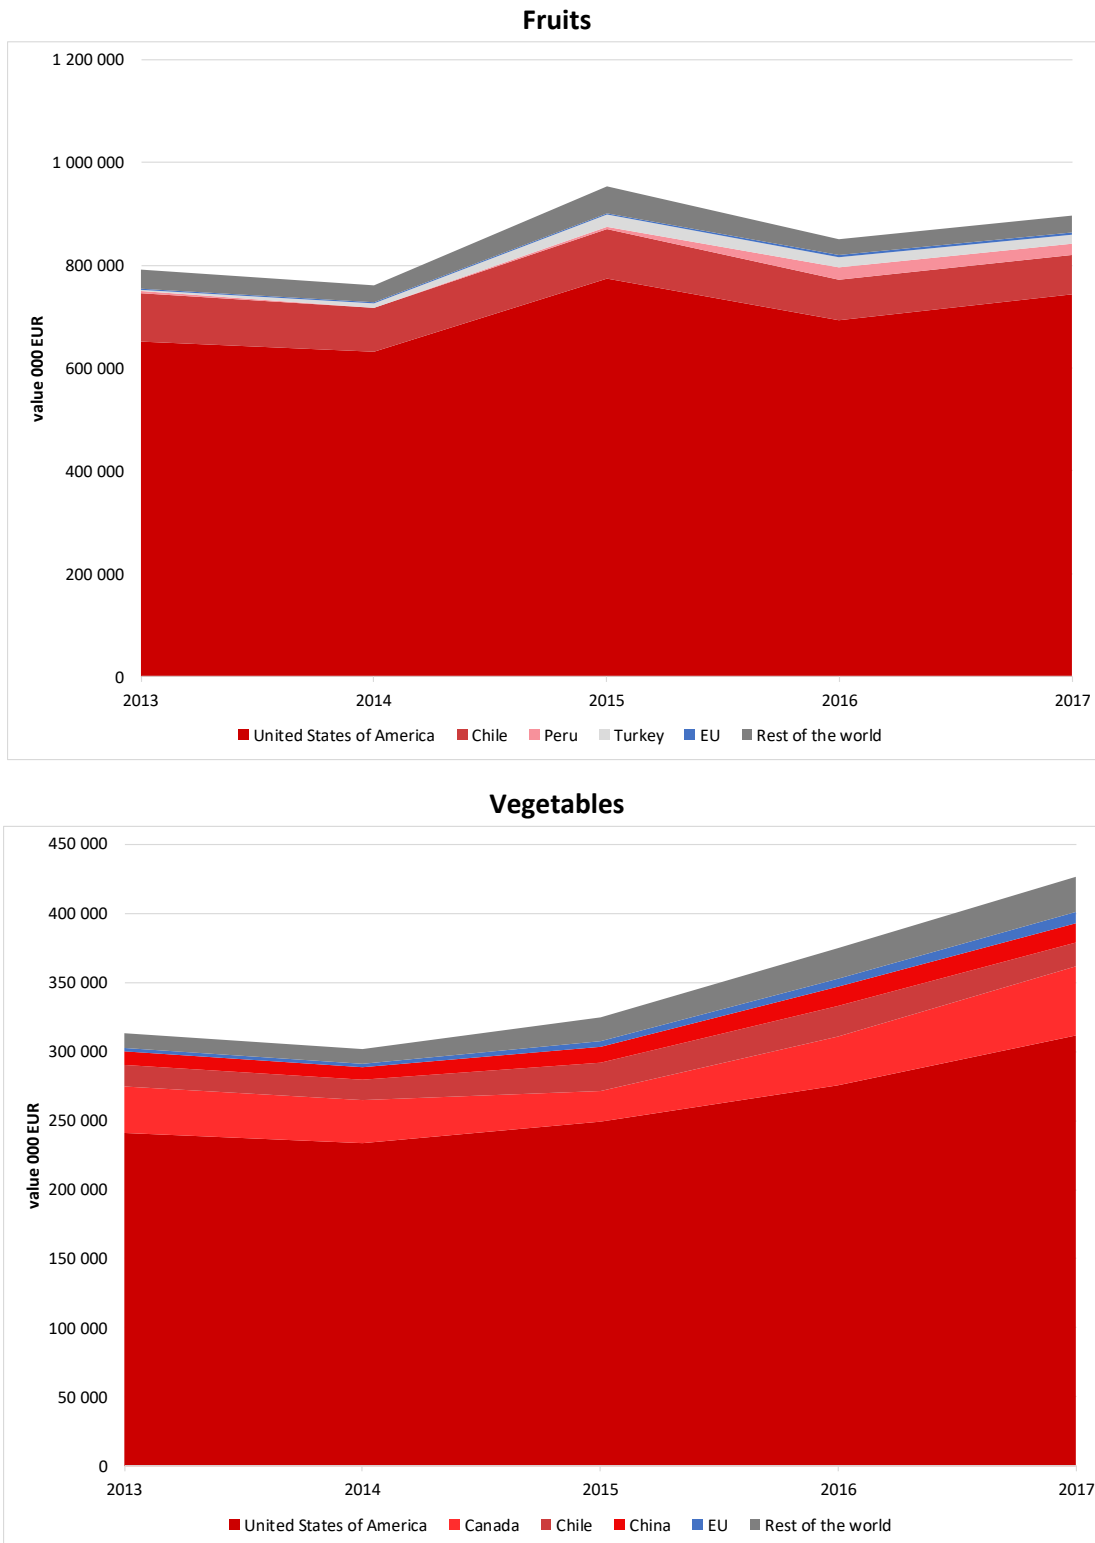 Fruits
1 200 000
1 000 000
800 000
600 000
400 000
200 000
0
value 000 EUR
2013 2014 2015 2016 2017
United States of America Chile Peru Turkey EU Rest of the world
Vegetables
450 000
400 000
350 000
300 000
250 000
200 000
150 000
100 000
50 000
0
value 000 EUR
2013 2014 2015 2016 2017
United States of America Canada Chile China EU Rest of the world